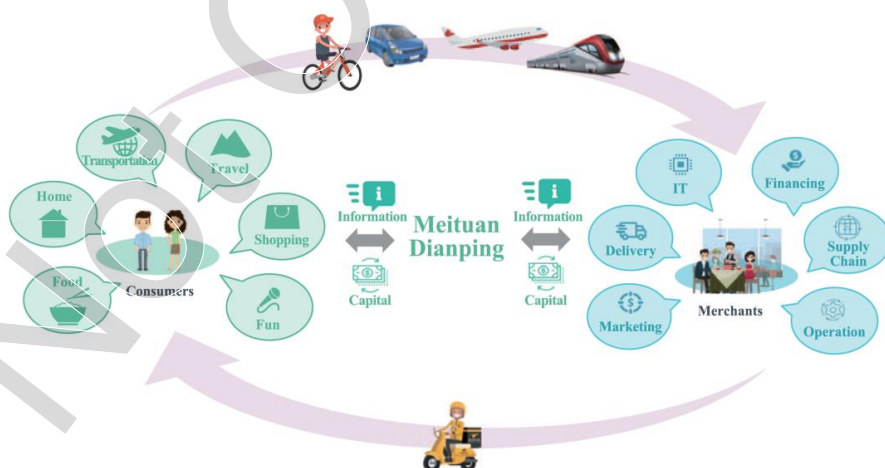 Transportation
Travel
Home
Shopping
Food
Fun
Consumers
Information
Capital
Meituan
Dianping
Information
Capital
IT
Financing
Delivery
Supply
Chain
Marketing
Operation
Merchants
Not